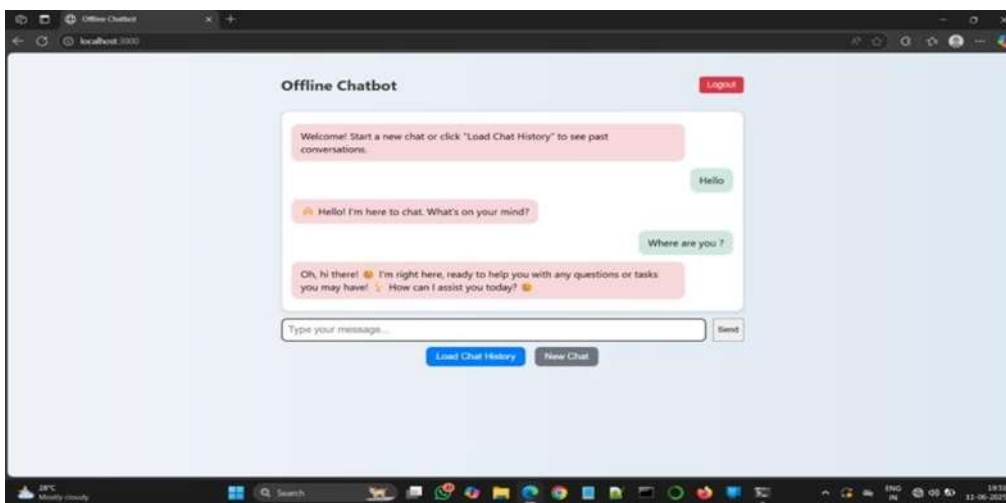 Offline Chatbot
localhost:3000
Offline Chatbot
Logout
Welcome! Start a new chat or click "Load Chat History" to see past
conversations.
Hello
Hello! I'm here to chat. What's on your mind?
Where are you ?
Oh, hi there! I'm right here, ready to help you with any questions or tasks
you may have! How can I assist you today?
Type your message...
Send
Load Chat History
New Chat
28°C
Mostly cloudy
Search
ENG
IN